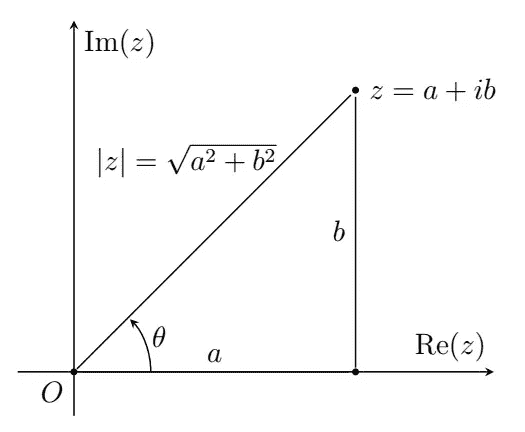 Im(z)
z = a + ib
|z| = √(a² + b²)
b
θ
a
Re(z)
O